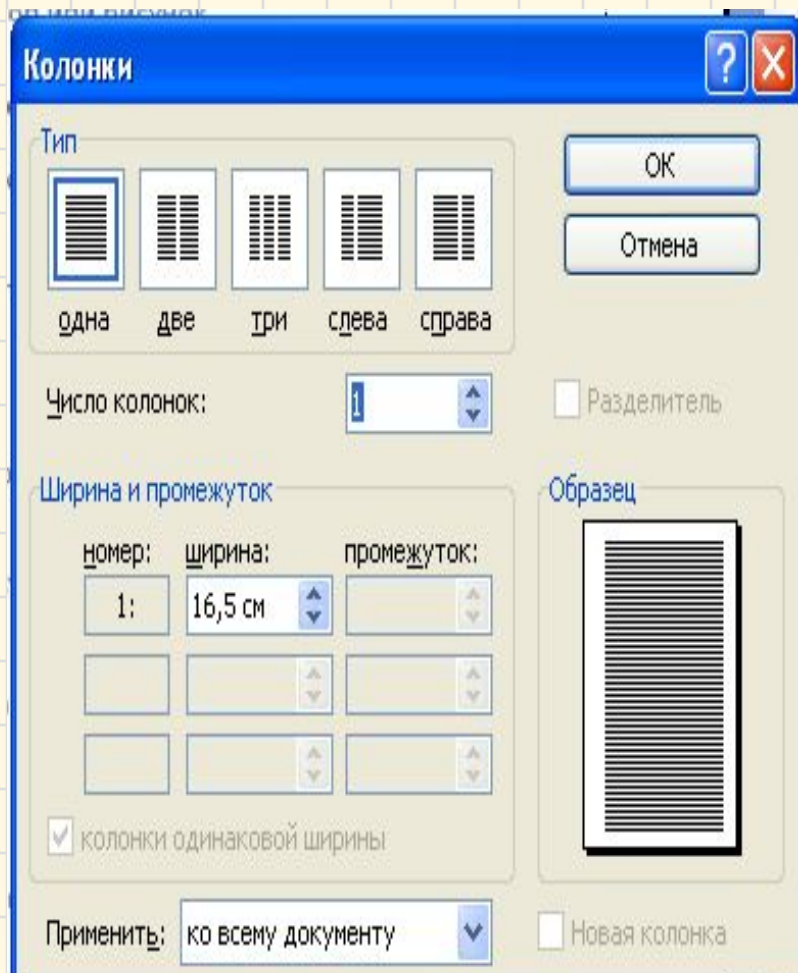 Колонки
Тип
ОК
Отмена
одна две три слева справа
Число колонок: 1 Разделитель
Ширина и промежуток Образец
номер: ширина: промежуток:
1: 16,5 см
колонки одинаковой ширины
Применить: ко всему документу Новая колонка